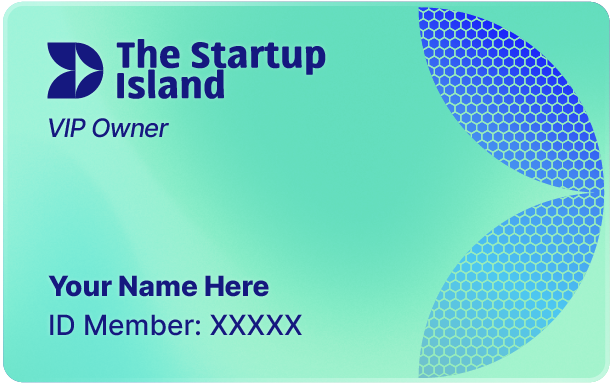 The Startup
Island
VIP Owner
Your Name Here
ID Member: XXXXX